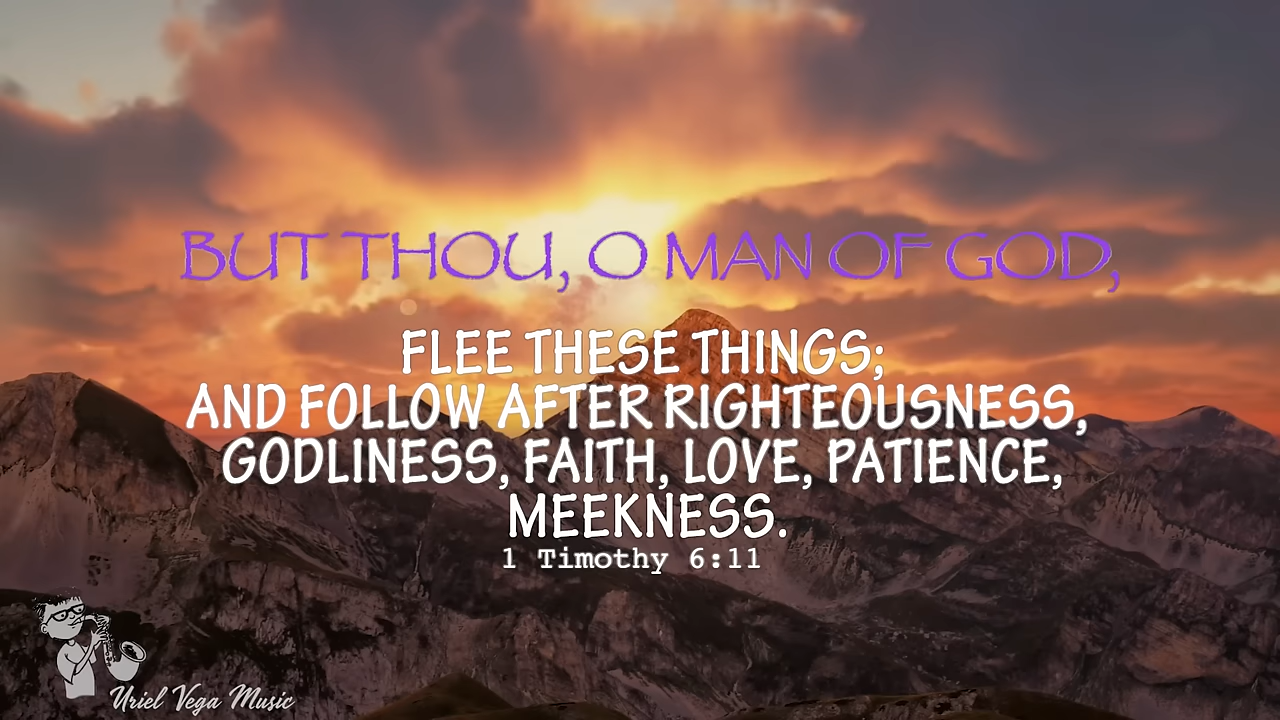 BUT THOU, O MAN OF GOD,
FLEE THESE THINGS;
AND FOLLOW AFTER RIGHTEOUSNESS,
GODLINESS, FAITH, LOVE, PATIENCE,
MEEKNESS.
1 Timothy 6:11
Uriel Vega Music